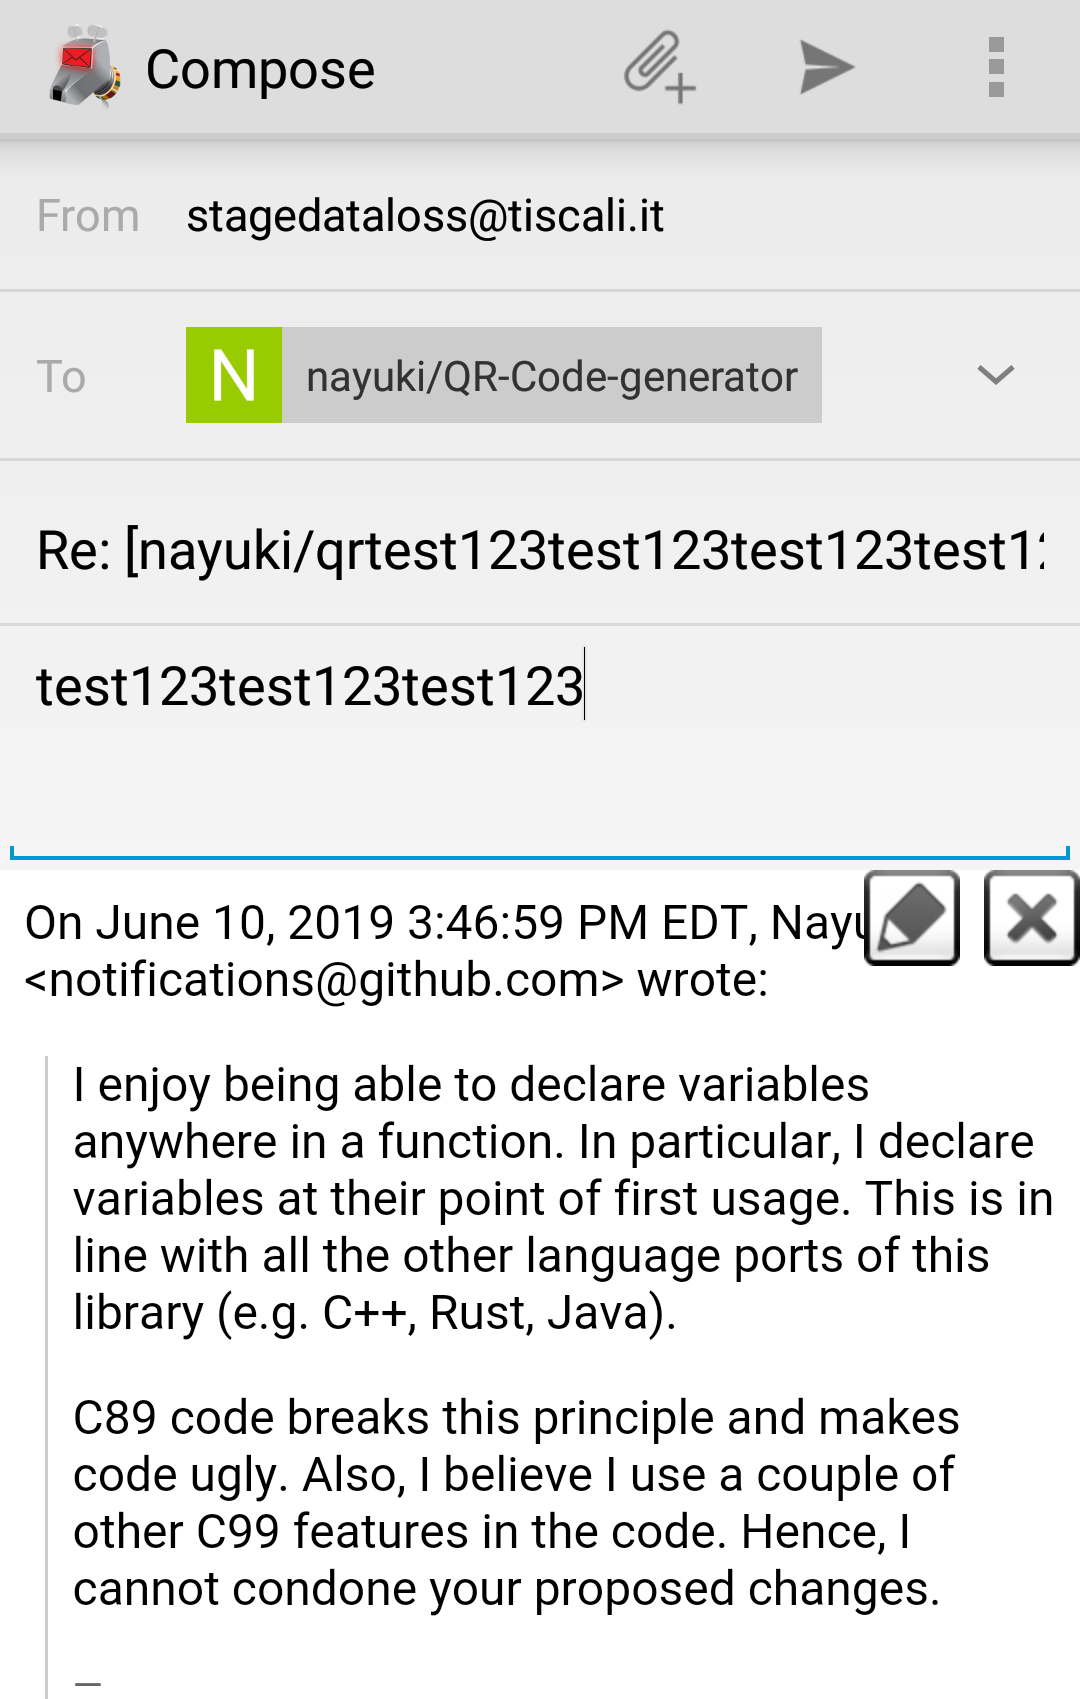 Compose
From stagedataloss@tiscali.it
To N nayuki/QR-Code-generator
Re: [nayuki/qrtest123test123test123test12
test123test123test123
On June 10, 2019 3:46:59 PM EDT, Nayu
<notifications@github.com> wrote:
I enjoy being able to declare variables
anywhere in a function. In particular, I declare
variables at their point of first usage. This is in
line with all the other language ports of this
library (e.g. C++, Rust, Java).
C89 code breaks this principle and makes
code ugly. Also, I believe I use a couple of
other C99 features in the code. Hence, I
cannot condone your proposed changes.
—